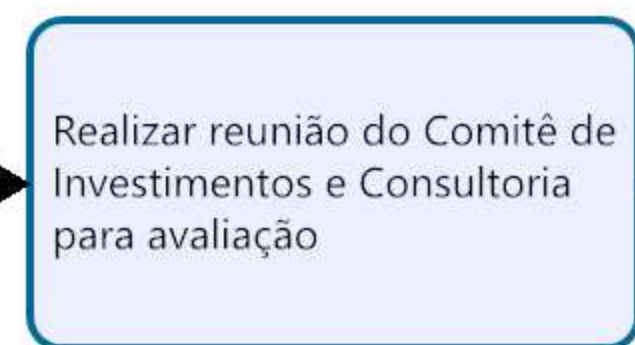 Realizar reunião do Comitê de
Investimentos e Consultoria
para avaliação